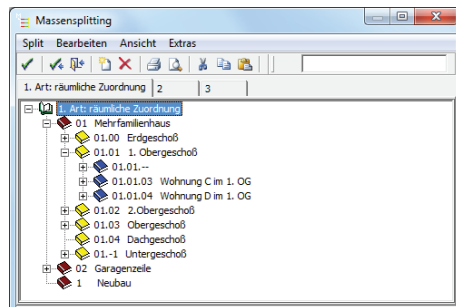 Massensplitting
Split Bearbeiten Ansicht Extras
1. Art: räumliche Zuordnung 2 3
1. Art: räumliche Zuordnung
01 Mehrfamilienhaus
01.00 Erdgeschoß
01.01 1. Obergeschoß
01.01.--
01.01.03 Wohnung C im 1. OG
01.01.04 Wohnung D im 1. OG
01.02 2.Obergeschoß
01.03 Obergeschoß
01.04 Dachgeschoß
01.-1 Untergeschoß
02 Garagenzeile
1 Neubau